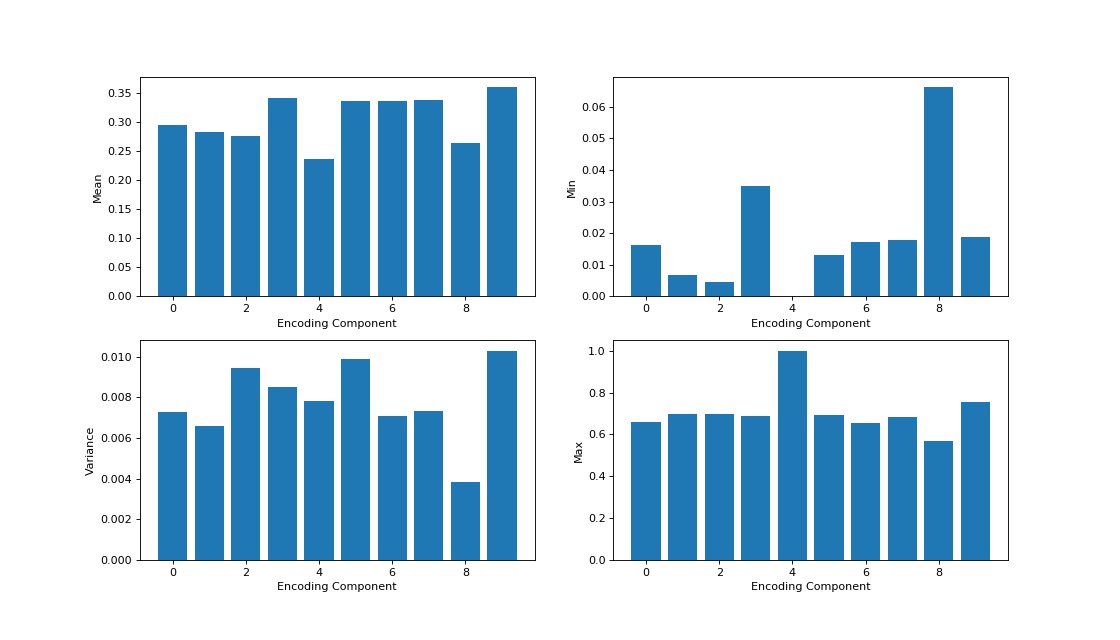 0.35
0.30
0.25
0.20
0.15
0.10
0.05
0.00
Mean
0 2 4 6 8
Encoding Component
0.06
0.05
0.04
0.03
0.02
0.01
0.00
Min
0 2 4 6 8
Encoding Component
0.010
0.008
0.006
0.004
0.002
0.000
Variance
0 2 4 6 8
Encoding Component
1.0
0.8
0.6
0.4
0.2
0.0
Max
0 2 4 6 8
Encoding Component